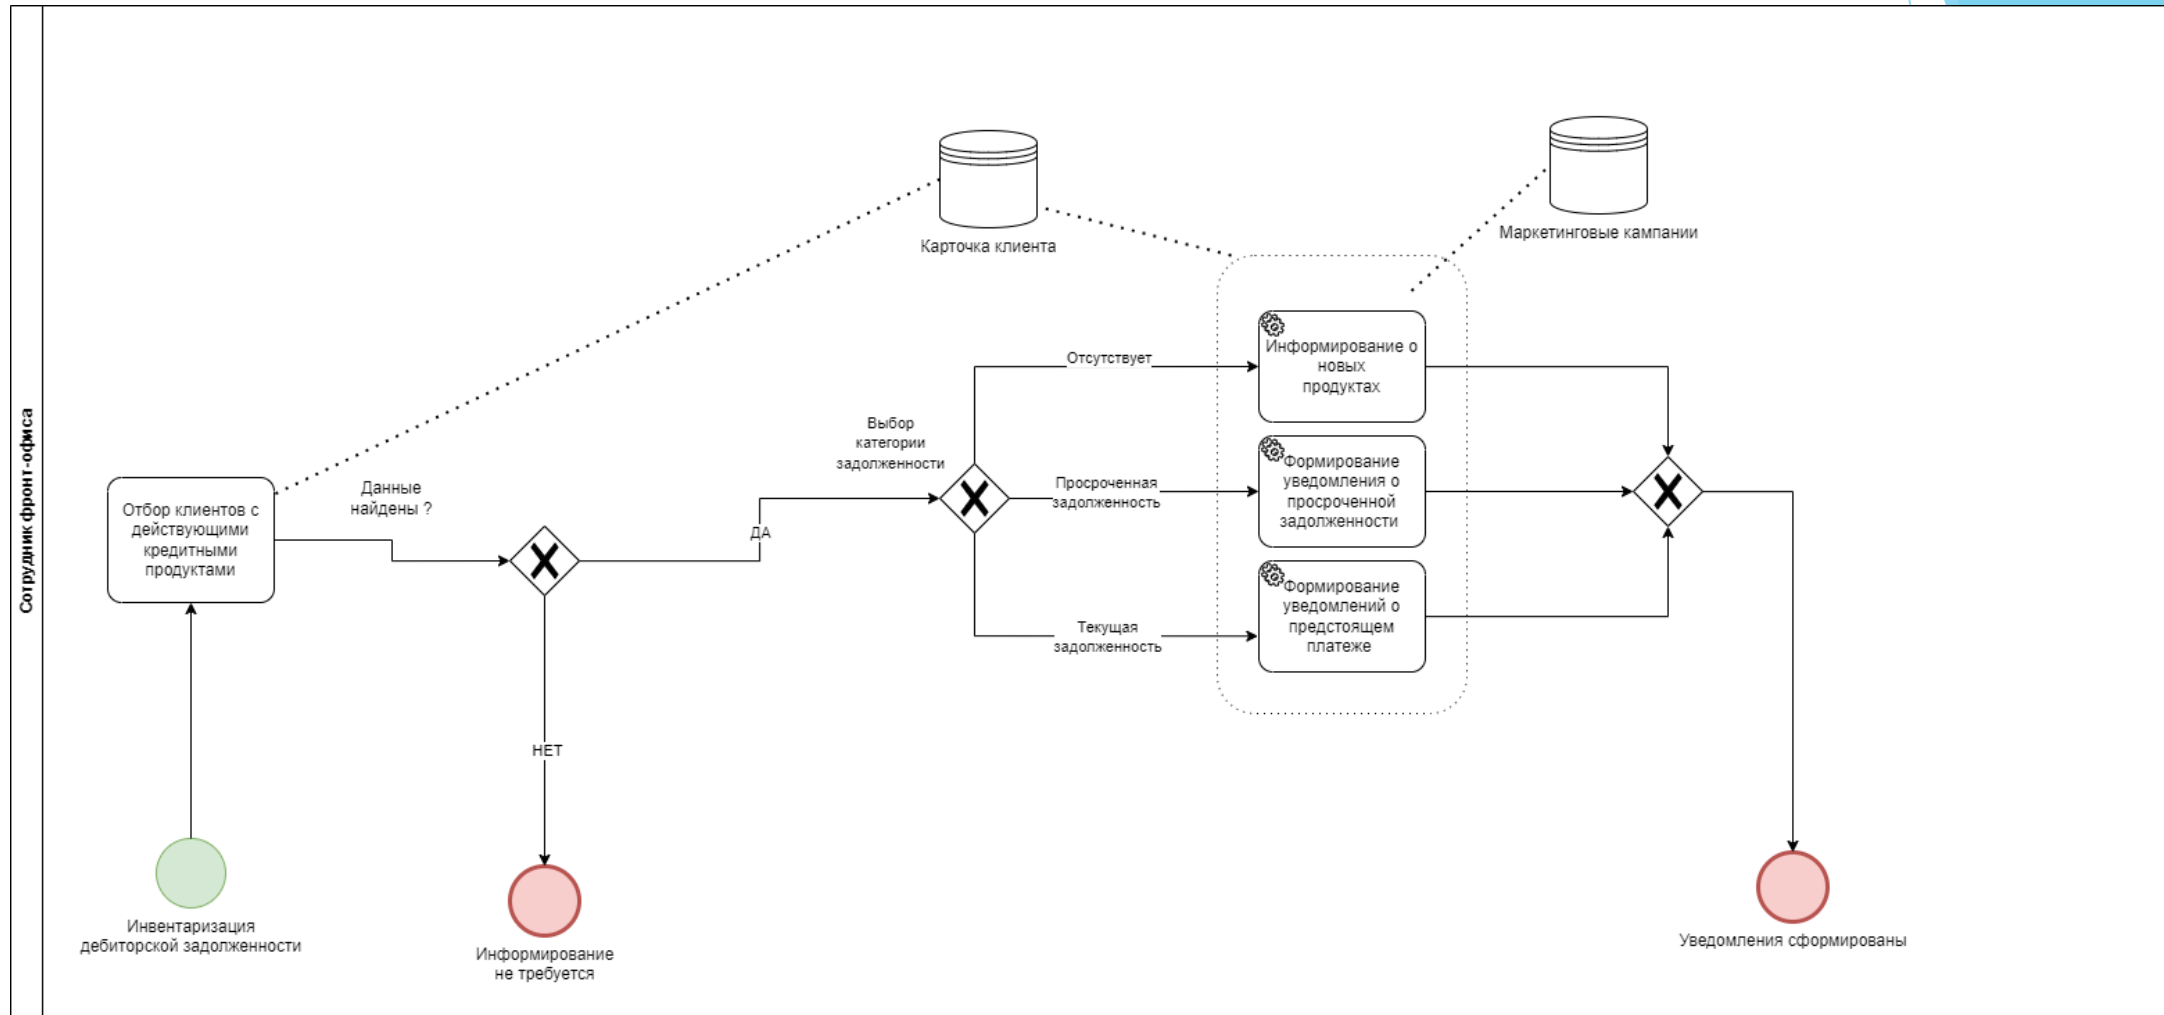 Сотрудник фронт-офиса
Карточка клиента
Маркетинговые кампании
Отсутствует
Информирование о
новых
продуктах
Выбор
категории
задолженности
Просроченная
задолженность
Формирование
уведомления о
просроченной
задолженности
Данные
найдены ?
Отбор клиентов с
действующими
кредитными
продуктами
ДА
Текущая
задолженность
Формирование
уведомлений о
предстоящем
платеже
НЕТ
Инвентаризация
дебиторской задолженности
Информирование
не требуется
Уведомления сформированы